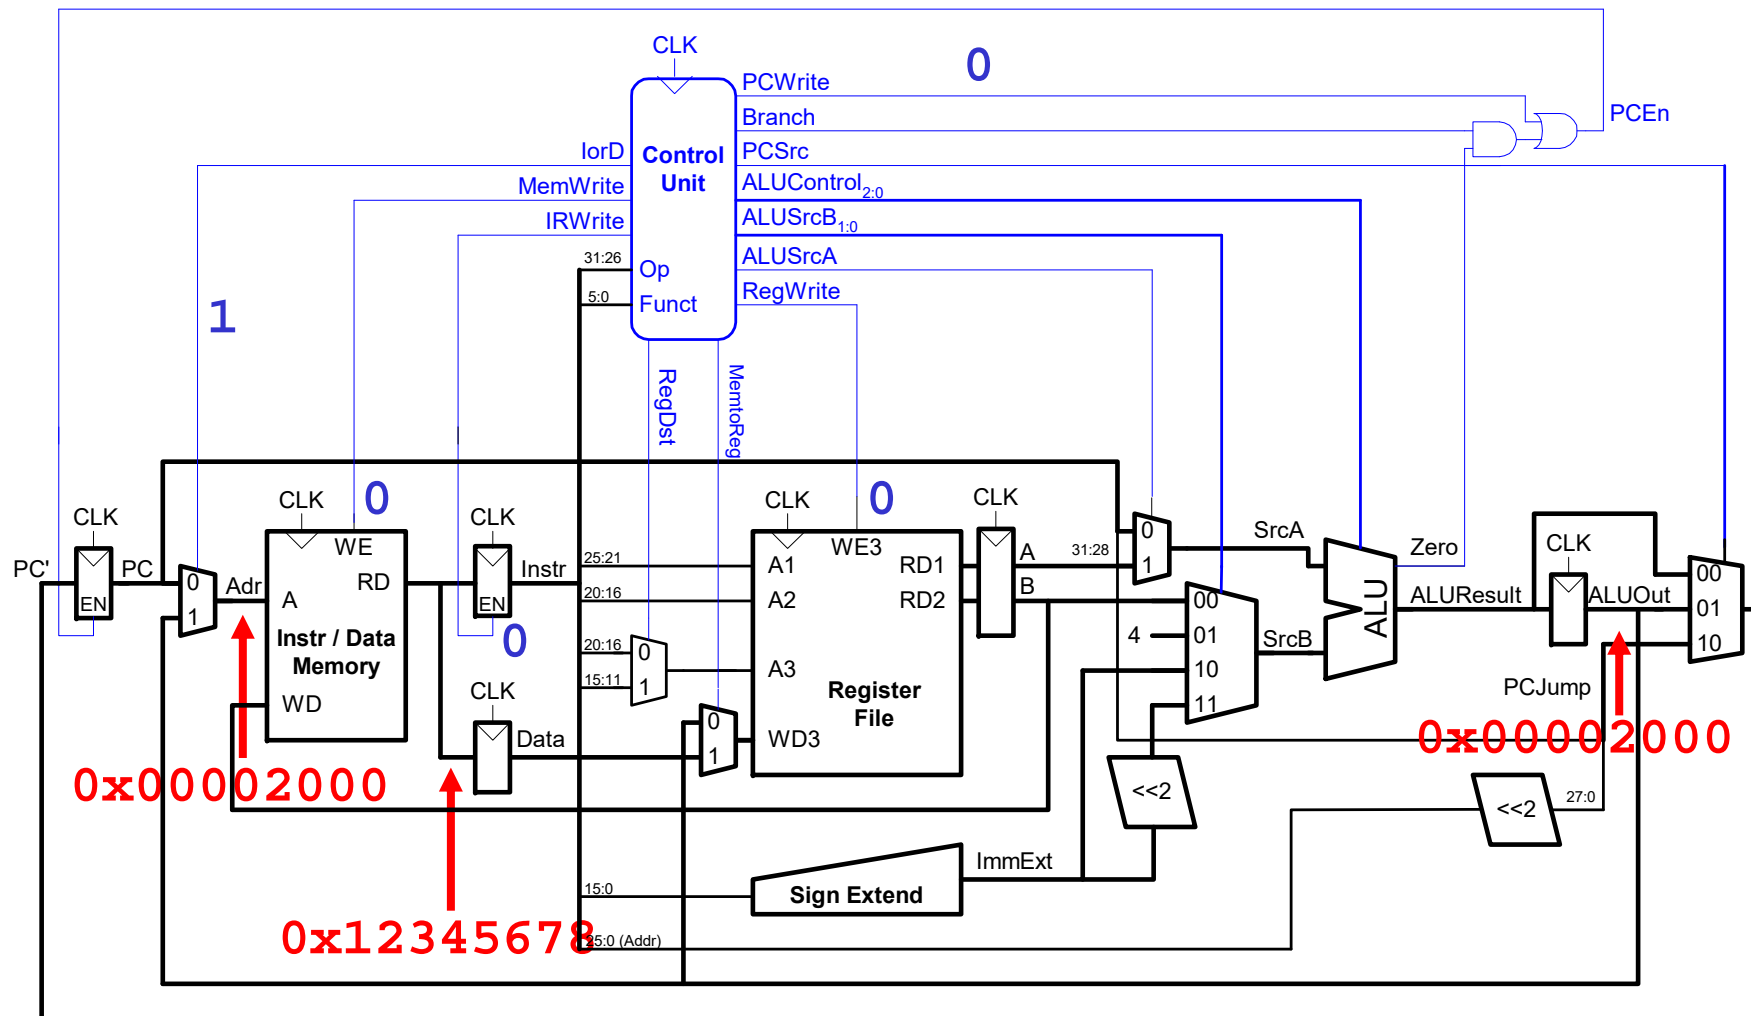 CLK
0
PCWrite
Branch
PCEn
IorD
Control
Unit
PCSrc
MemWrite
ALUControl2:0
IRWrite
ALUSrcB1:0
31:26
Op
ALUSrcA
5:0
Funct
RegWrite
1
RegDst
MemtoReg
0
0
CLK
CLK
CLK
CLK
CLK
CLK
PC'
PC
EN
0
1
Adr
WE
A
RD
Instr / Data
Memory
WD
EN
Instr
0
CLK
Data
25:21
20:16
20:16
0
15:11
1
0
1
WE3
A1
RD1
A2
RD2
A3
Register
File
WD3
A
B
31:28
0
1
SrcA
00
4
01
SrcB
10
11
ALU
Zero
ALUResult
CLK
ALUOut
00
01
10
PCJump
0x00002000
0x00002000
<<2
<<2
27:0
ImmExt
15:0
Sign Extend
0x12345678
25:0 (Addr)